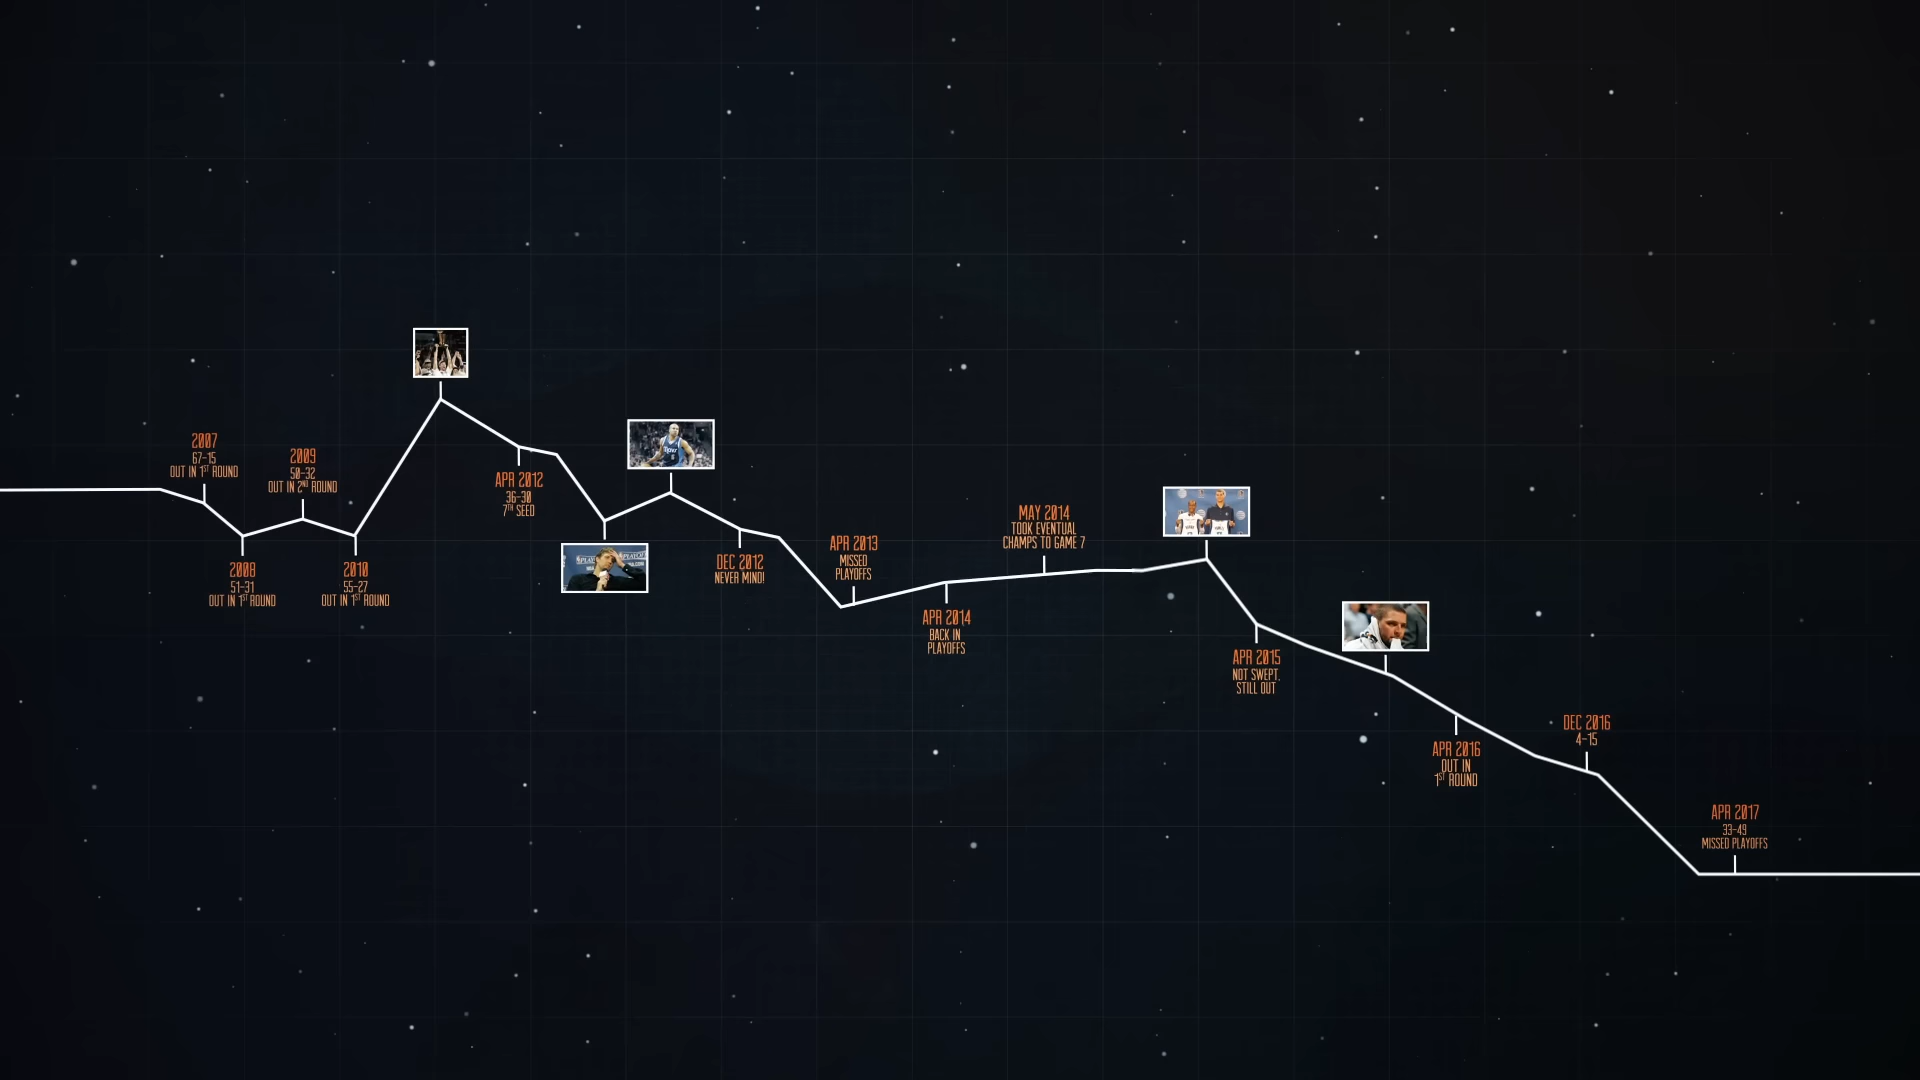 2007
67-15
OUT IN 1ST ROUND
2008
51-31
OUT IN 1ST ROUND
2009
50-32
OUT IN 2ND ROUND
2010
55-27
OUT IN 1ST ROUND
APR 2012
36-30
7TH SEED
DEC 2012
NEVER MIND!
APR 2013
MISSED
PLAYOFFS
APR 2014
BACK IN
PLAYOFFS
MAY 2014
TOOK EVENTUAL
CHAMPS TO GAME 7
APR 2015
NOT SWEPT,
STILL OUT
APR 2016
OUT IN
1ST ROUND
DEC 2016
4-15
APR 2017
33-49
MISSED PLAYOFFS